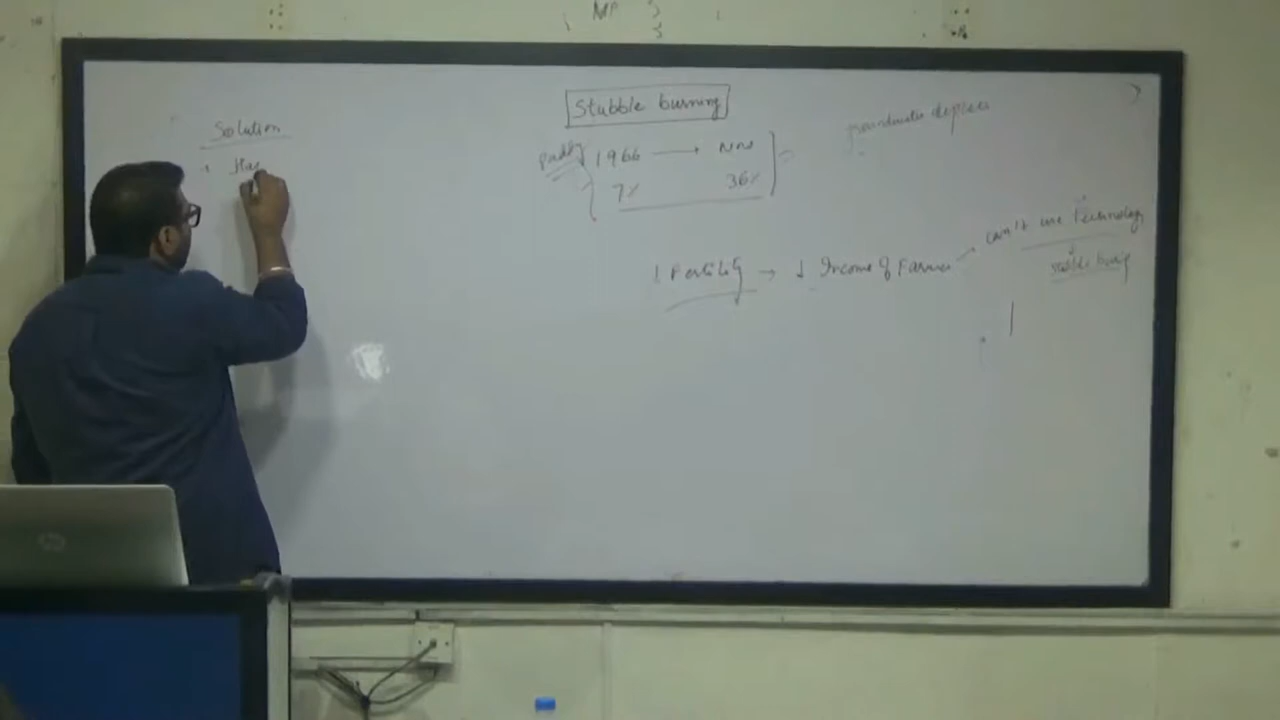 Stubble burning
Solution
Paddy 1966 → Now
7% 36%
groundwater depletes
↓ Fertility → ↓ Income of Farmer
can't use Technology
stubble burning
hp